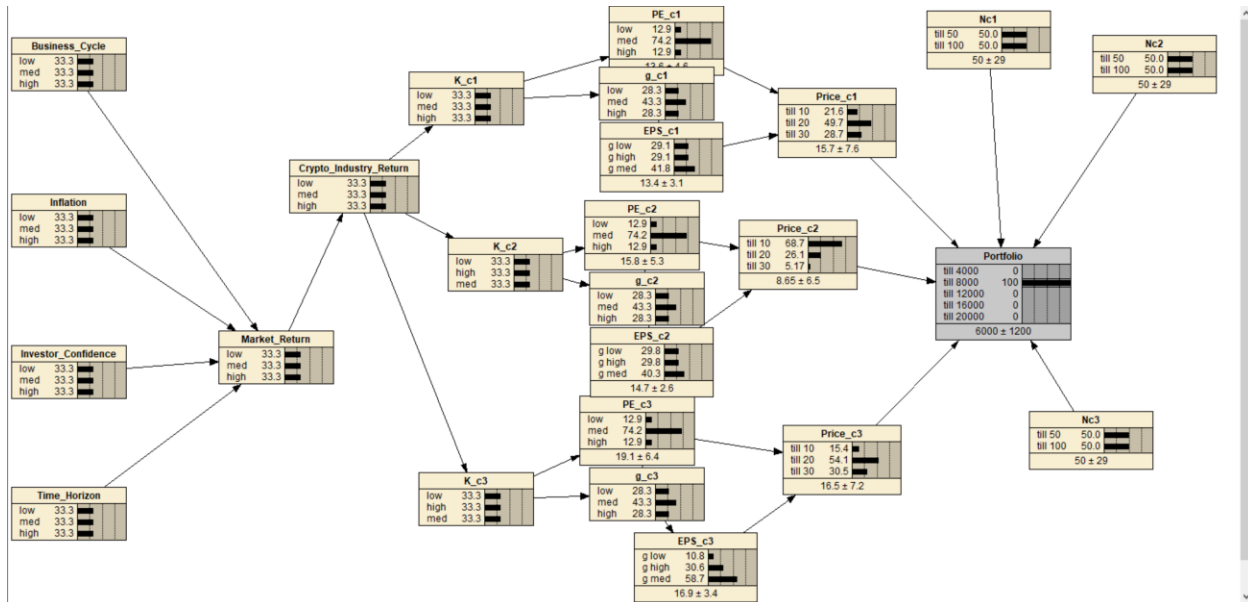 Business_Cycle
low 33.3
med 33.3
high 33.3
Inflation
low 33.3
med 33.3
high 33.3
Investor_Confidence
low 33.3
med 33.3
high 33.3
Time_Horizon
low 33.3
med 33.3
high 33.3
Market_Return
low 33.3
med 33.3
high 33.3
Crypto_Industry_Return
low 33.3
med 33.3
high 33.3
K_c1
low 33.3
med 33.3
high 33.3
K_c2
low 33.3
high 33.3
med 33.3
K_c3
low 33.3
high 33.3
med 33.3
PE_c1
low 12.9
med 74.2
high 12.9
13.6 ± 4.6
g_c1
low 28.3
med 43.3
high 28.3
EPS_c1
g low 29.1
g high 29.1
g med 41.8
13.4 ± 3.1
PE_c2
low 12.9
med 74.2
high 12.9
15.8 ± 5.3
g_c2
low 28.3
med 43.3
high 28.3
EPS_c2
g low 29.8
g high 29.8
g med 40.3
14.7 ± 2.6
PE_c3
low 12.9
med 74.2
high 12.9
19.1 ± 6.4
g_c3
low 28.3
med 43.3
high 28.3
EPS_c3
g low 10.8
g high 30.6
g med 58.7
16.9 ± 3.4
Price_c1
till 10 21.6
till 20 49.7
till 30 28.7
15.7 ± 7.6
Price_c2
till 10 68.7
till 20 26.1
till 30 5.17
8.65 ± 6.5
Price_c3
till 10 15.4
till 20 54.1
till 30 30.5
16.5 ± 7.2
Nc1
till 50 50.0
till 100 50.0
50 ± 29
Nc2
till 50 50.0
till 100 50.0
50 ± 29
Portfolio
till 4000 0
till 8000 100
till 12000 0
till 16000 0
till 20000 0
6000 ± 1200
Nc3
till 50 50.0
till 100 50.0
50 ± 29